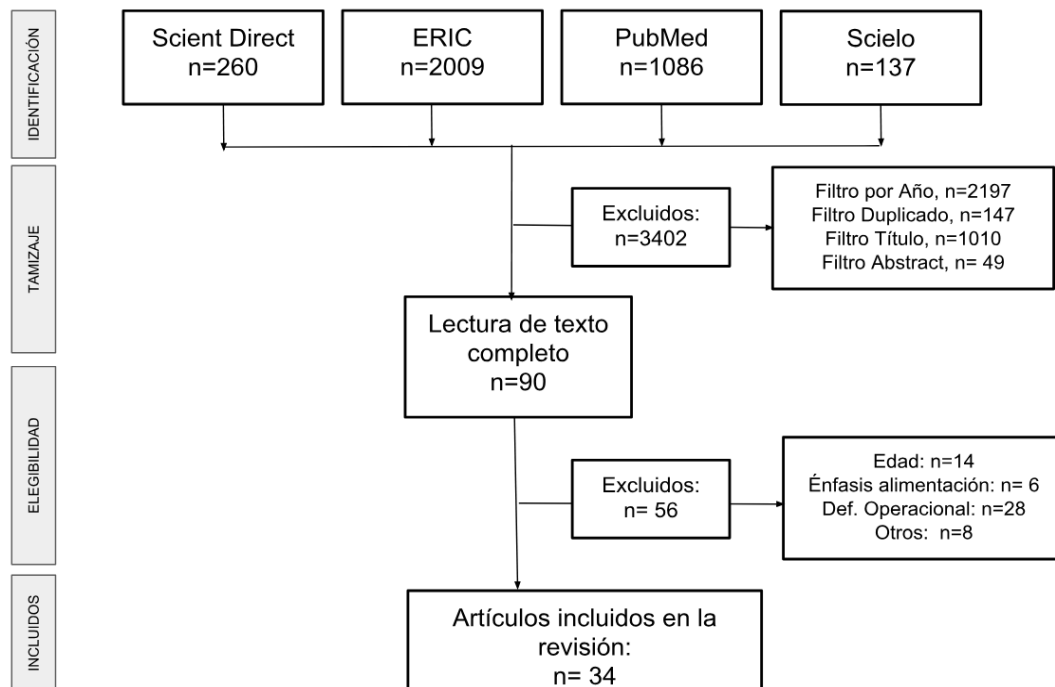 IDENTIFICACIÓN
Scient Direct
n=260
ERIC
n=2009
PubMed
n=1086
Scielo
n=137
TAMIZAJE
Excluidos:
n=3402
Filtro por Año, n=2197
Filtro Duplicado, n=147
Filtro Título, n=1010
Filtro Abstract, n= 49
Lectura de texto
completo
n=90
ELEGIBILIDAD
Excluidos:
n= 56
Edad: n=14
Énfasis alimentación: n= 6
Def. Operacional: n=28
Otros:  n=8
INCLUIDOS
Artículos incluidos en la
revisión:
n= 34